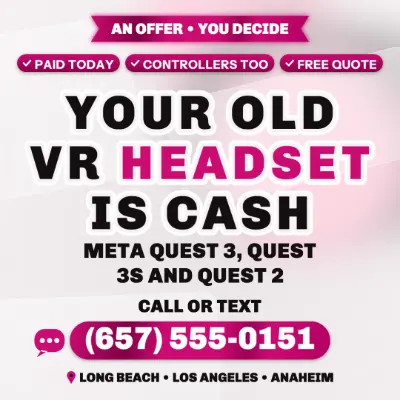 AN OFFER • YOU DECIDE
✓ PAID TODAY ✓ CONTROLLERS TOO ✓ FREE QUOTE
YOUR OLD
VR HEADSET
IS CASH
META QUEST 3, QUEST
3S AND QUEST 2
CALL OR TEXT
(657) 555-0151
LONG BEACH • LOS ANGELES • ANAHEIM